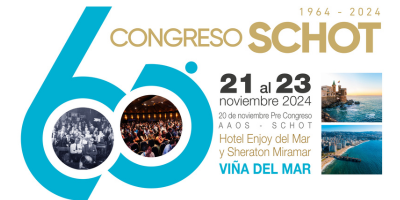 1964 - 2024
60° CONGRESO SCHOT
21 al 23
noviembre 2024
20 de noviembre Pre Congreso
AAOS - SCHOT
Hotel Enjoy del Mar
y Sheraton Miramar
VIÑA DEL MAR